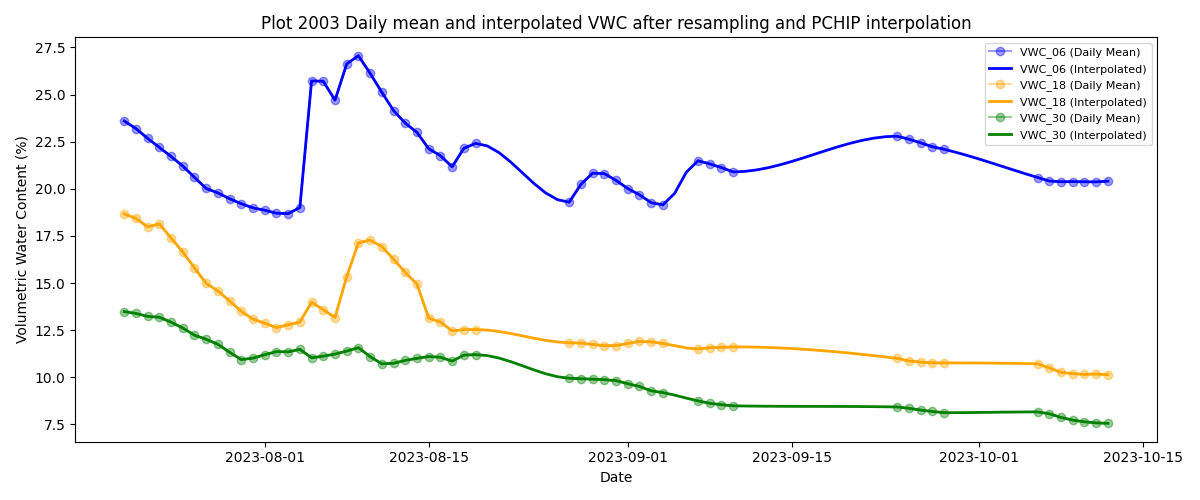 Plot 2003 Daily mean and interpolated VWC after resampling and PCHIP interpolation
Volumetric Water Content (%)
27.5
25.0
22.5
20.0
17.5
15.0
12.5
10.0
7.5
VWC_06 (Daily Mean)
VWC_06 (Interpolated)
VWC_18 (Daily Mean)
VWC_18 (Interpolated)
VWC_30 (Daily Mean)
VWC_30 (Interpolated)
2023-08-01 2023-08-15 2023-09-01 2023-09-15 2023-10-01 2023-10-15
Date